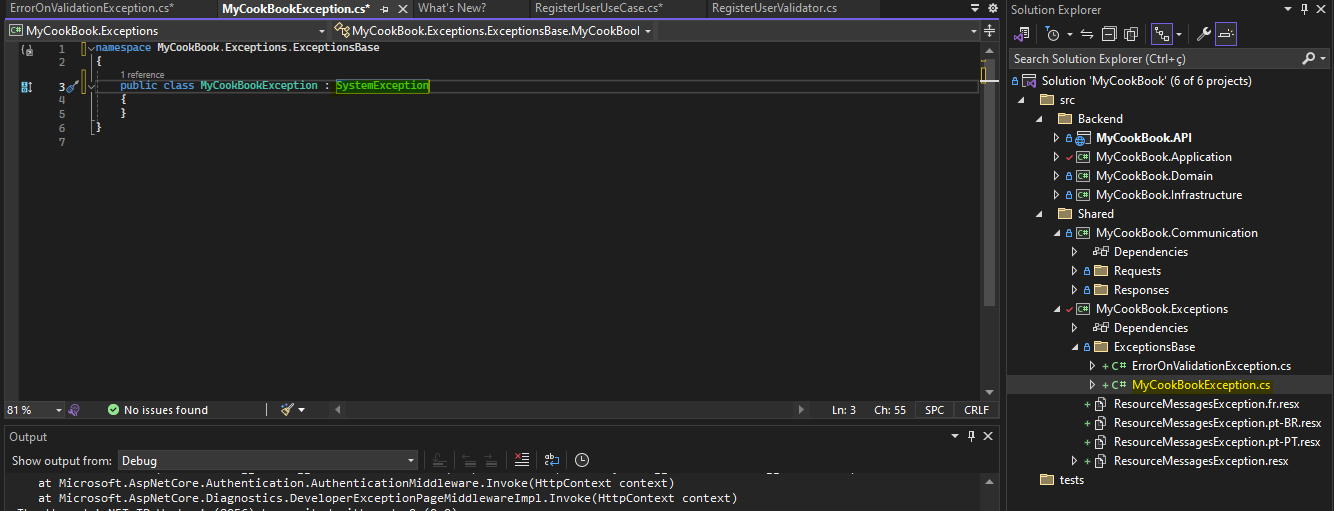 ErrorOnValidationException.cs*
MyCookBookException.cs*
What's New?
RegisterUserUseCase.cs*
RegisterUserValidator.cs
MyCookBook.Exceptions
MyCookBook.Exceptions.ExceptionsBase.MyCookBool
1 namespace MyCookBook.Exceptions.ExceptionsBase
2 {
1 reference
3 public class MyCookBookException : SystemException
4 {
5 }
6 }
7
81 %
No issues found
Ln: 3 Ch: 55 SPC CRLF
Output
Show output from: Debug
at Microsoft.AspNetCore.Authentication.AuthenticationMiddleware.Invoke(HttpContext context)
at Microsoft.AspNetCore.Diagnostics.DeveloperExceptionPageMiddlewareImpl.Invoke(HttpContext context)
Solution Explorer
Search Solution Explorer (Ctrl+ç)
Solution 'MyCookBook' (6 of 6 projects)
src
Backend
MyCookBook.API
C# MyCookBook.Application
C# MyCookBook.Domain
C# MyCookBook.Infrastructure
Shared
C# MyCookBook.Communication
Dependencies
Requests
Responses
C# MyCookBook.Exceptions
Dependencies
ExceptionsBase
+ C# ErrorOnValidationException.cs
+ C# MyCookBookException.cs
+ ResourceMessagesException.fr.resx
+ ResourceMessagesException.pt-BR.resx
+ ResourceMessagesException.pt-PT.resx
+ ResourceMessagesException.resx
tests